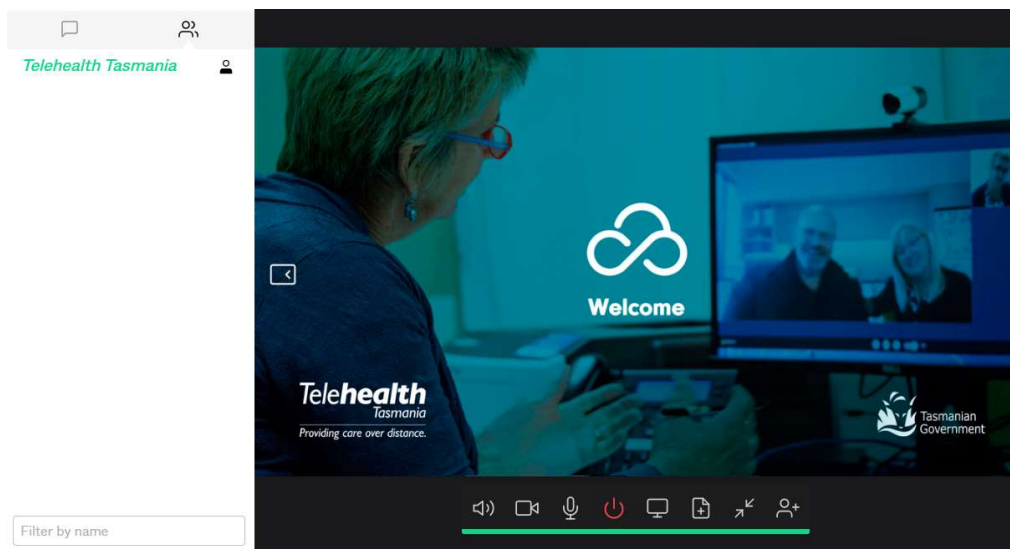 Telehealth Tasmania
Filter by name
Welcome
Telehealth
Tasmania
Providing care over distance.
Tasmanian
Government